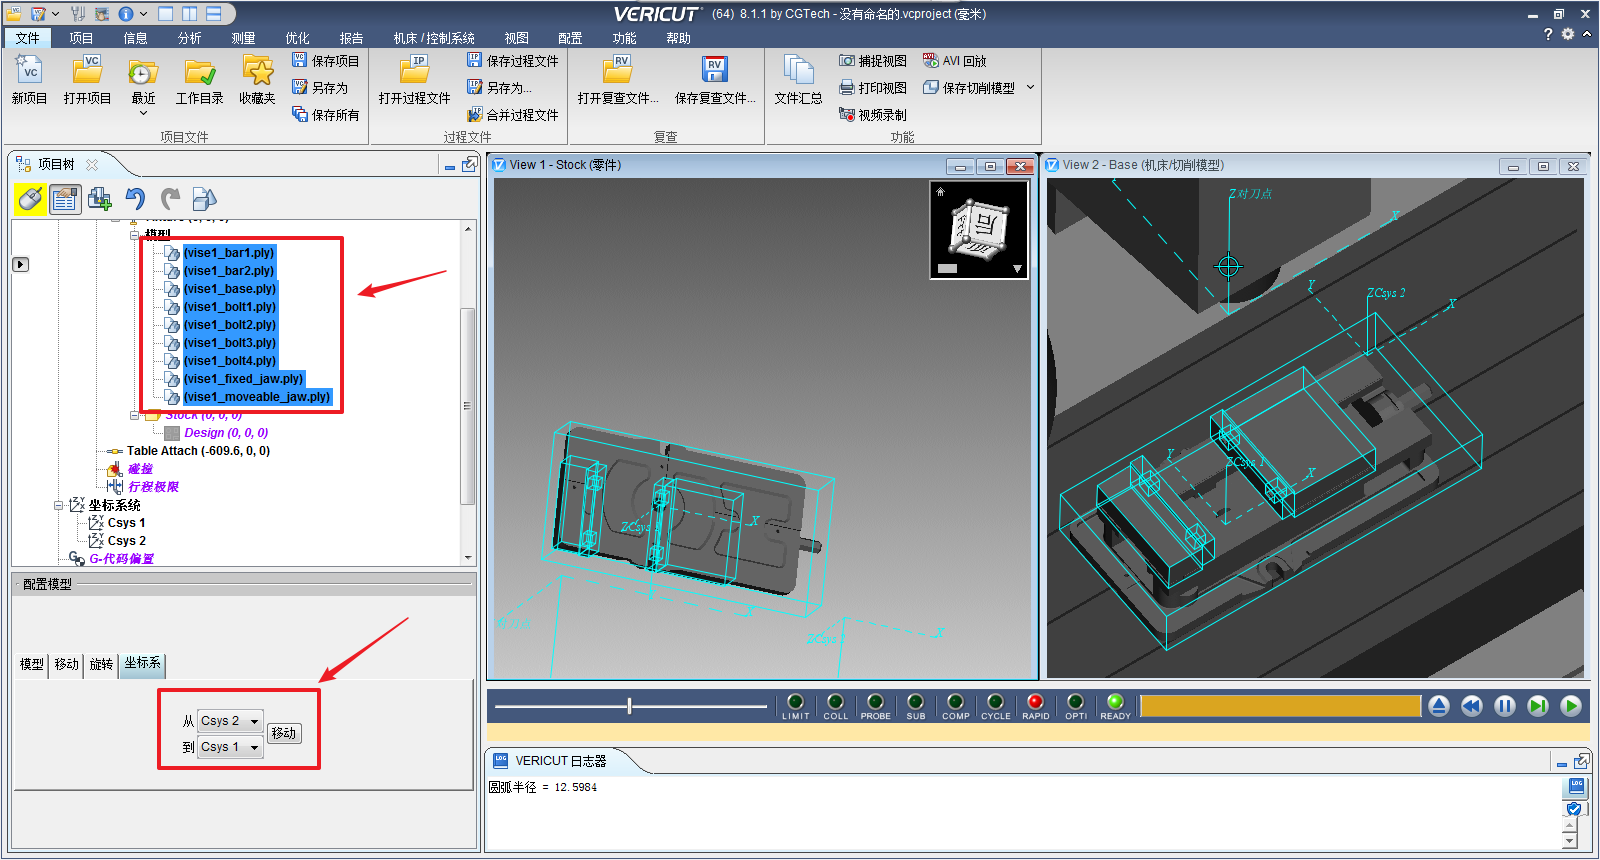 VERICUT (64) 8.1.1 by CGTech - 没有命名的.vcproject (毫米)
文件 项目 信息 分析 测量 优化 报告 机床 / 控制系统 视图 配置 功能 帮助
新项目
打开项目
最近
工作目录
收藏夹
保存项目
另存为
保存所有
项目文件
打开过程文件
保存过程文件
另存为...
合并过程文件
过程文件
打开复查文件...
保存复查文件...
复查
文件汇总
捕捉视图
打印视图
视频录制
AVI 回放
保存切削模型
功能
项目树
模型
(vise1_bar1.ply)
(vise1_bar2.ply)
(vise1_base.ply)
(vise1_bolt1.ply)
(vise1_bolt2.ply)
(vise1_bolt3.ply)
(vise1_bolt4.ply)
(vise1_fixed_jaw.ply)
(vise1_moveable_jaw.ply)
Stock (0, 0, 0)
Design (0, 0, 0)
Table Attach (-609.6, 0, 0)
碰撞
行程极限
坐标系统
Csys 1
Csys 2
G-代码偏置
配置模型
模型 移动 旋转 坐标系
从 Csys 2
到 Csys 1
移动
View 1 - Stock (零件)
ZCsys
X
X
X
View 2 - Base (机床/切削模型)
Z对刀点
X
Y
ZCsys 2
X
Y
ZCsys 1
X
LIMIT COLL PROBE SUB COMP CYCLE RAPID OPTI READY
LOG VERICUT 日志器
圆弧半径 = 12.5984
LOG